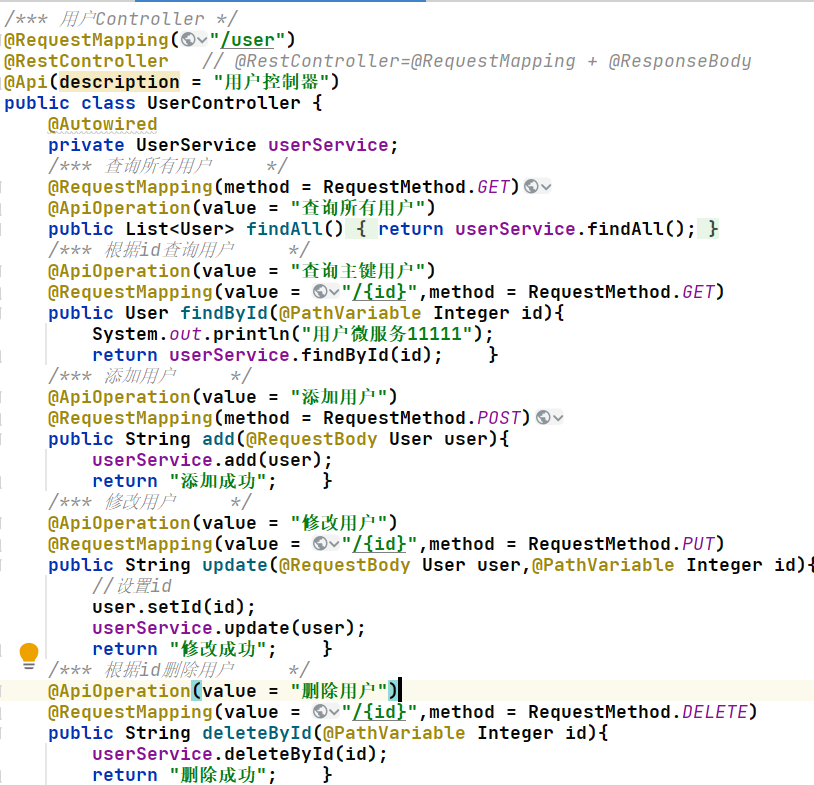 /*** 用户Controller */
@RequestMapping("/user")
@RestController   // @RestController=@RequestMapping + @ResponseBody
@Api(description = "用户控制器")
public class UserController {
    @Autowired
    private UserService userService;
    /*** 查询所有用户     */
    @RequestMapping(method = RequestMethod.GET)
    @ApiOperation(value = "查询所有用户")
    public List<User> findAll() { return userService.findAll(); }
    /*** 根据id查询用户     */
    @ApiOperation(value = "查询主键用户")
    @RequestMapping(value = "/{id}",method = RequestMethod.GET)
    public User findById(@PathVariable Integer id){
        System.out.println("用户微服务11111");
        return userService.findById(id);    }
    /*** 添加用户     */
    @ApiOperation(value = "添加用户")
    @RequestMapping(method = RequestMethod.POST)
    public String add(@RequestBody User user){
        userService.add(user);
        return "添加成功";    }
    /*** 修改用户     */
    @ApiOperation(value = "修改用户")
    @RequestMapping(value = "/{id}",method = RequestMethod.PUT)
    public String update(@RequestBody User user,@PathVariable Integer id){
        //设置id
        user.setId(id);
        userService.update(user);
        return "修改成功";    }
    /*** 根据id删除用户     */
    @ApiOperation(value = "删除用户")
    @RequestMapping(value = "/{id}",method = RequestMethod.DELETE)
    public String deleteById(@PathVariable Integer id){
        userService.deleteById(id);
        return "删除成功";    }